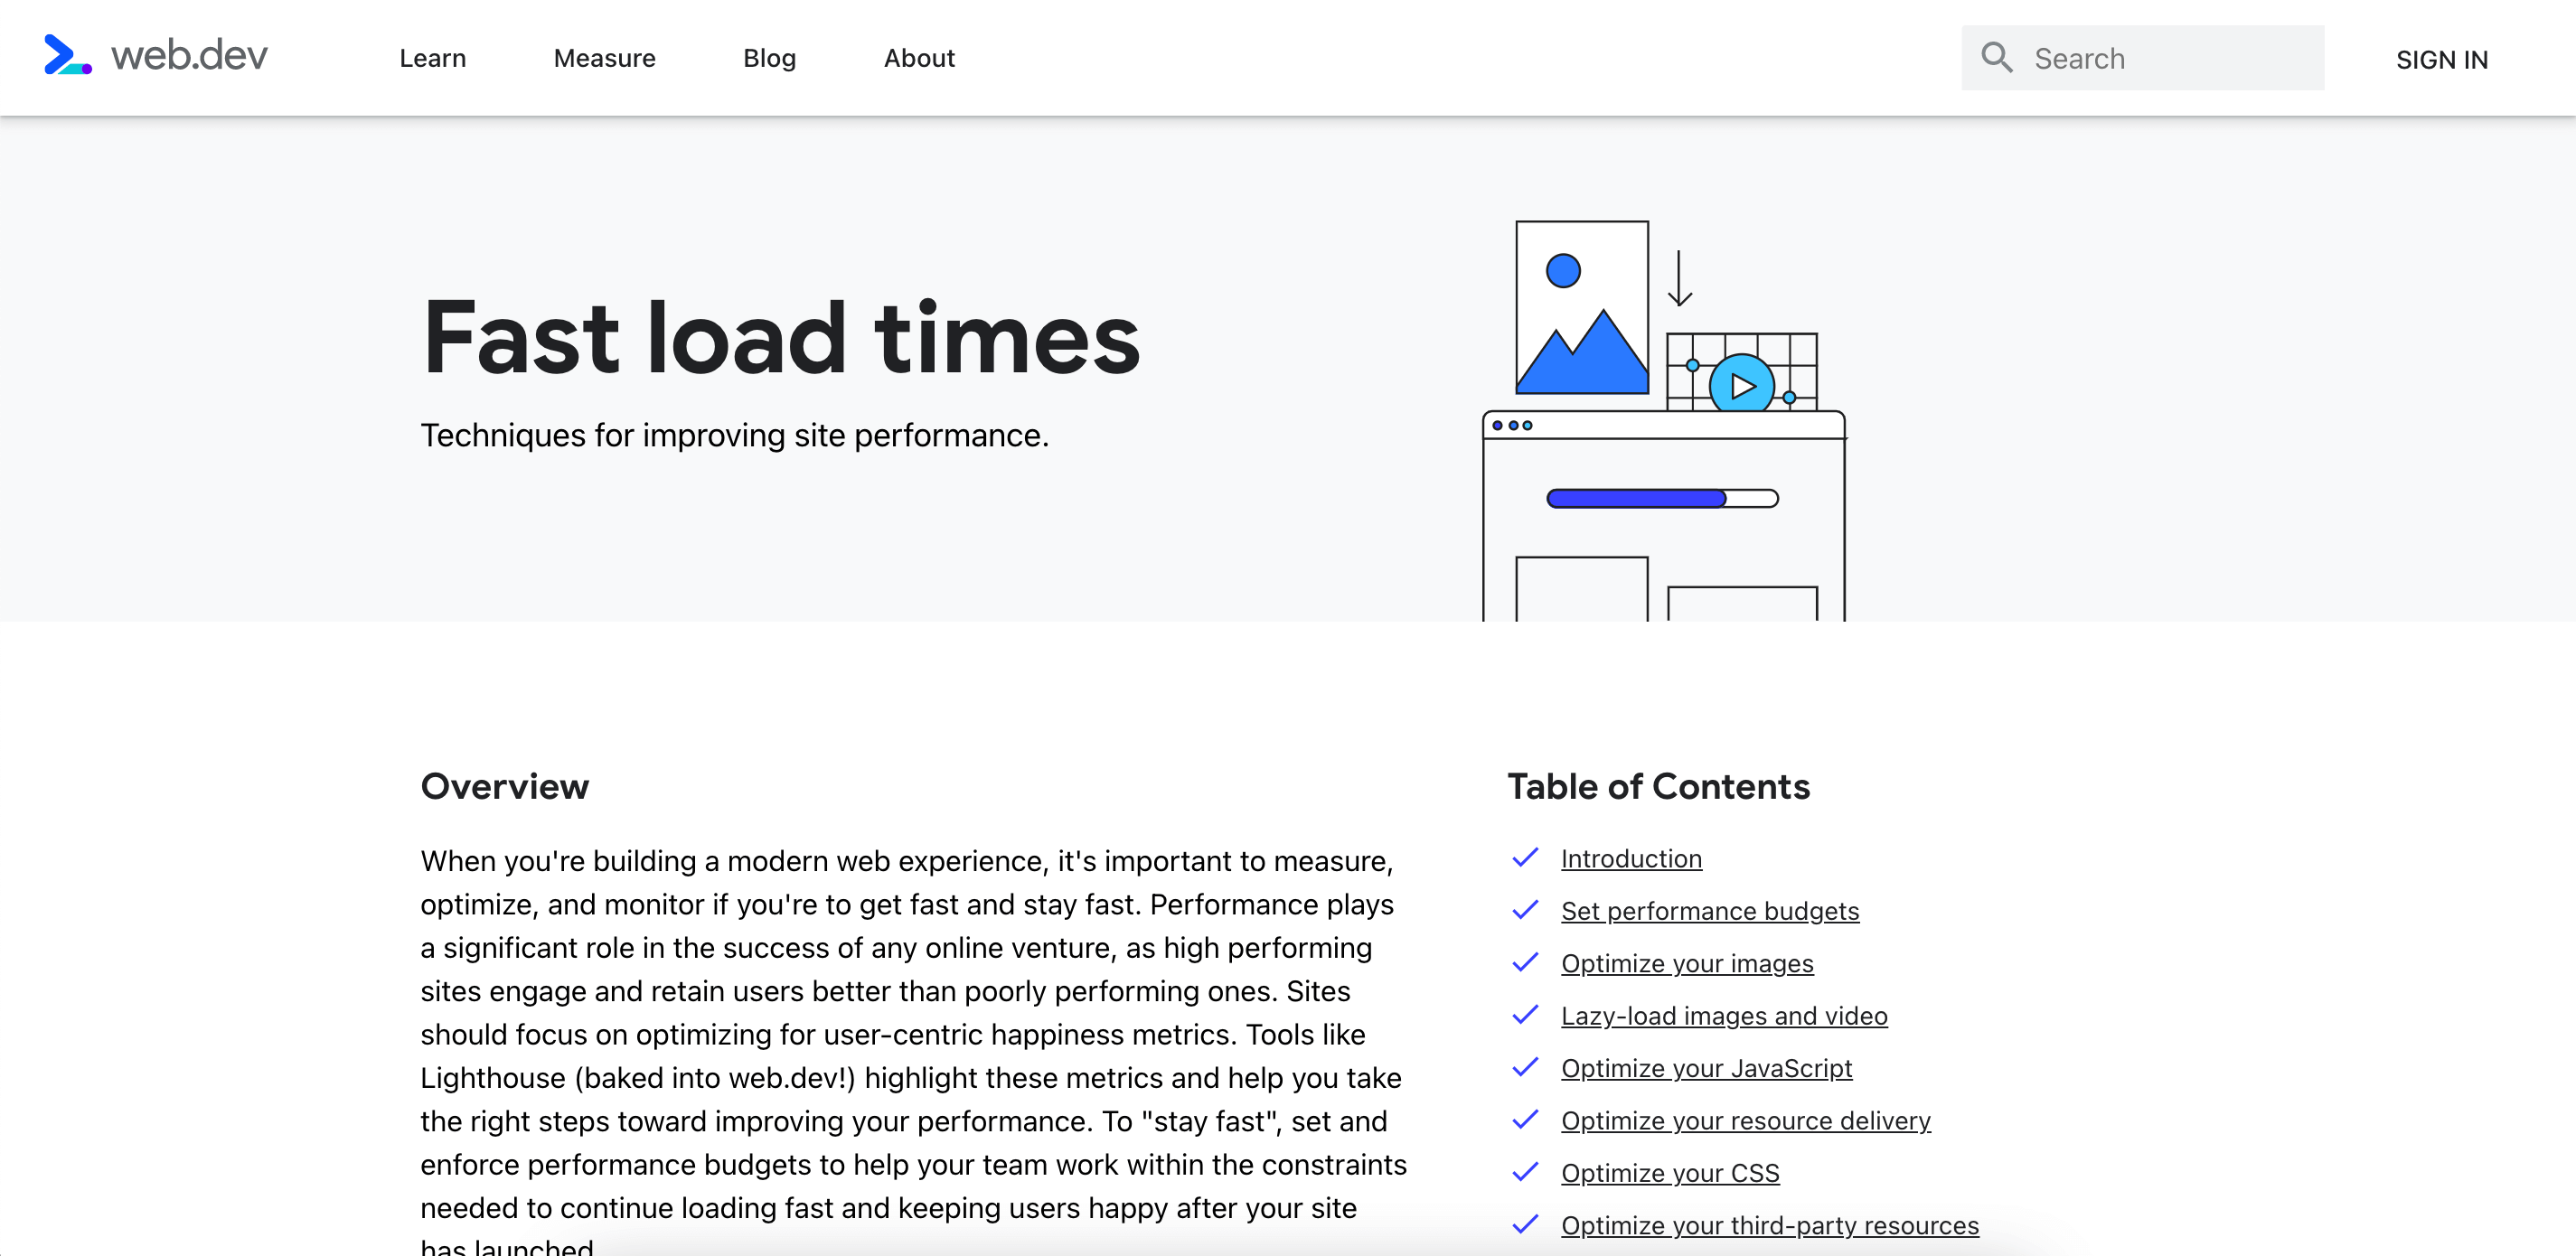 web.dev
Learn
Measure
Blog
About
Search
SIGN IN
Fast load times
Techniques for improving site performance.
Overview
When you're building a modern web experience, it's important to measure,
optimize, and monitor if you're to get fast and stay fast. Performance plays
a significant role in the success of any online venture, as high performing
sites engage and retain users better than poorly performing ones. Sites
should focus on optimizing for user-centric happiness metrics. Tools like
Lighthouse (baked into web.dev!) highlight these metrics and help you take
the right steps toward improving your performance. To "stay fast", set and
enforce performance budgets to help your team work within the constraints
needed to continue loading fast and keeping users happy after your site
has launched
Table of Contents
Introduction
Set performance budgets
Optimize your images
Lazy-load images and video
Optimize your JavaScript
Optimize your resource delivery
Optimize your CSS
Optimize your third-party resources